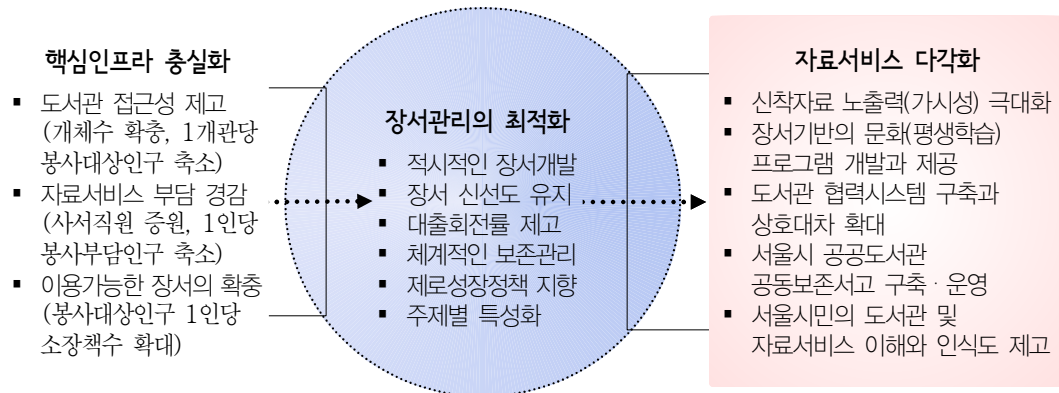 핵심인프라 충실화
▪ 도서관 접근성 제고
(개체수 확충, 1개관당
봉사대상인구 축소)
▪ 자료서비스 부담 경감
(사서직원 증원, 1인당
봉사부담인구 축소)
▪ 이용가능한 장서의 확충
(봉사대상인구 1인당
소장책수 확대)
장서관리의 최적화
▪ 적시적인 장서개발
▪ 장서 신선도 유지
▪ 대출회전률 제고
▪ 체계적인 보존관리
▪ 제로성장정책 지향
▪ 주제별 특성화
자료서비스 다각화
▪ 신착자료 노출력(가시성) 극대화
▪ 장서기반의 문화(평생학습)
프로그램 개발과 제공
▪ 도서관 협력시스템 구축과
상호대차 확대
▪ 서울시 공공도서관
공동보존서고 구축 · 운영
▪ 서울시민의 도서관 및
자료서비스 이해와 인식도 제고